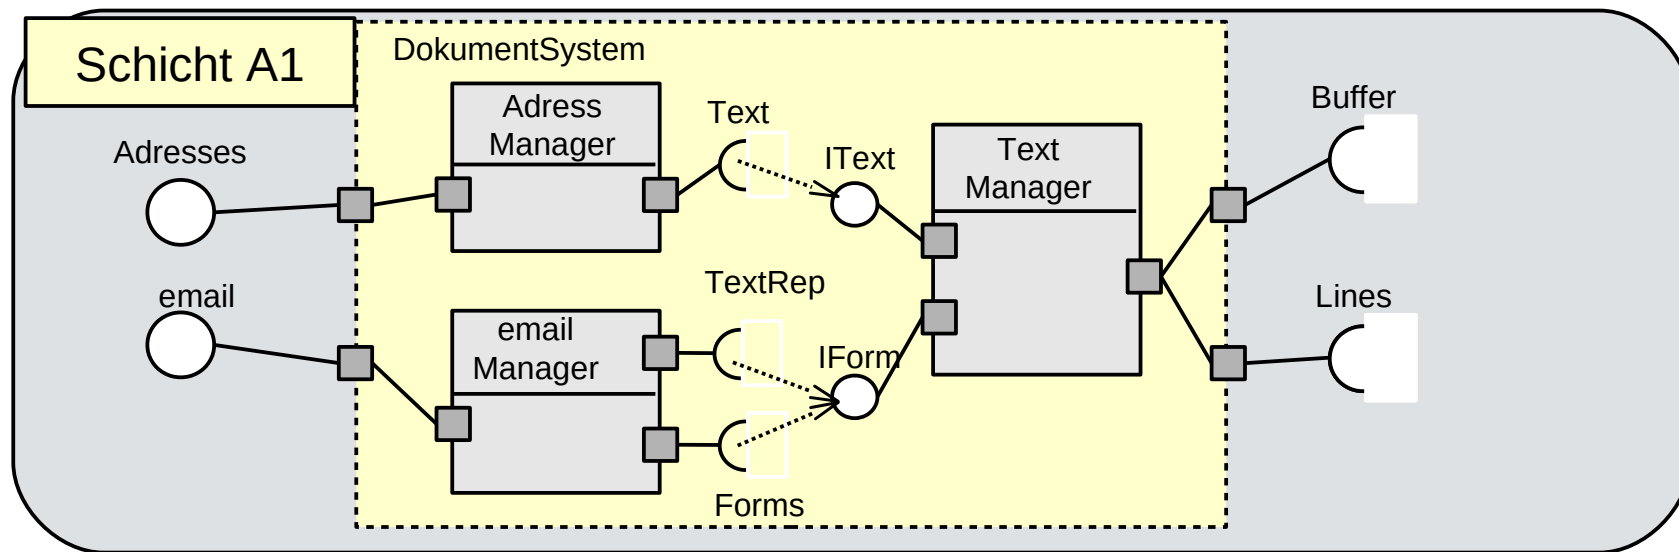 Schicht A1
DokumentSystem
Adresses
email
Adress
Manager
Text
IText
Text
Manager
Buffer
email
Manager
TextRep
IForm
Forms
Lines